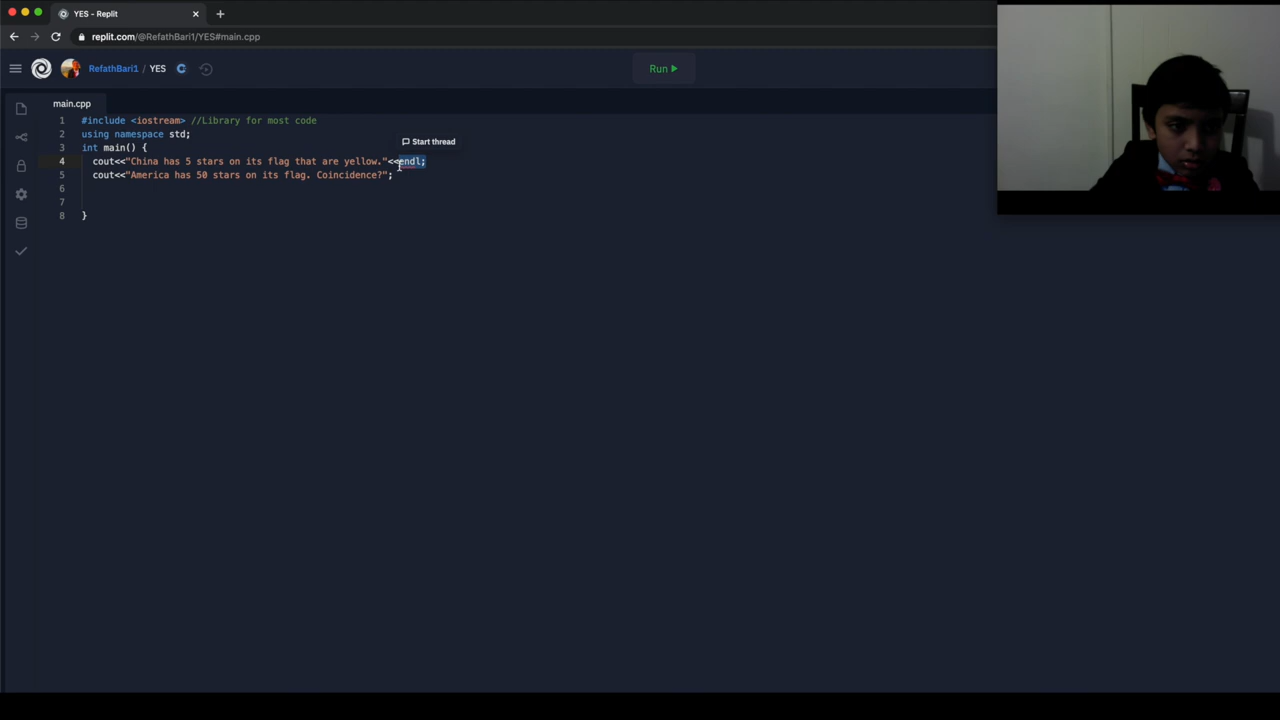 YES - Replit
replit.com/@RefathBari1/YES#main.cpp
RefathBari1 / YES
Run
main.cpp
1 #include <iostream> //Library for most code
2 using namespace std;
3 int main() {
Start thread
4 cout<<"China has 5 stars on its flag that are yellow."<<endl;
5 cout<<"America has 50 stars on its flag. Coincidence?";
6
7
8 }